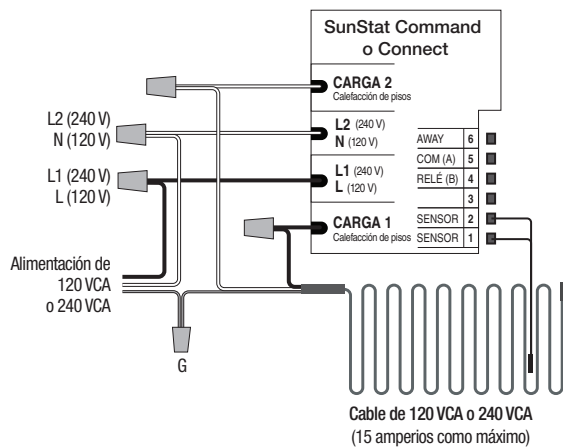 SunStat Command
o Connect
CARGA 2
Calefacción de pisos
L2 (240 V)
N (120 V)
L2 (240 V)
N (120 V)
AWAY 6
COM (A) 5
L1 (240 V)
L (120 V)
L1 (240 V)
L (120 V)
RELÉ (B) 4
3
CARGA 1
Calefacción de pisos
SENSOR 2
SENSOR 1
Alimentación de
120 VCA
o 240 VCA
G
Cable de 120 VCA o 240 VCA
(15 amperios como máximo)